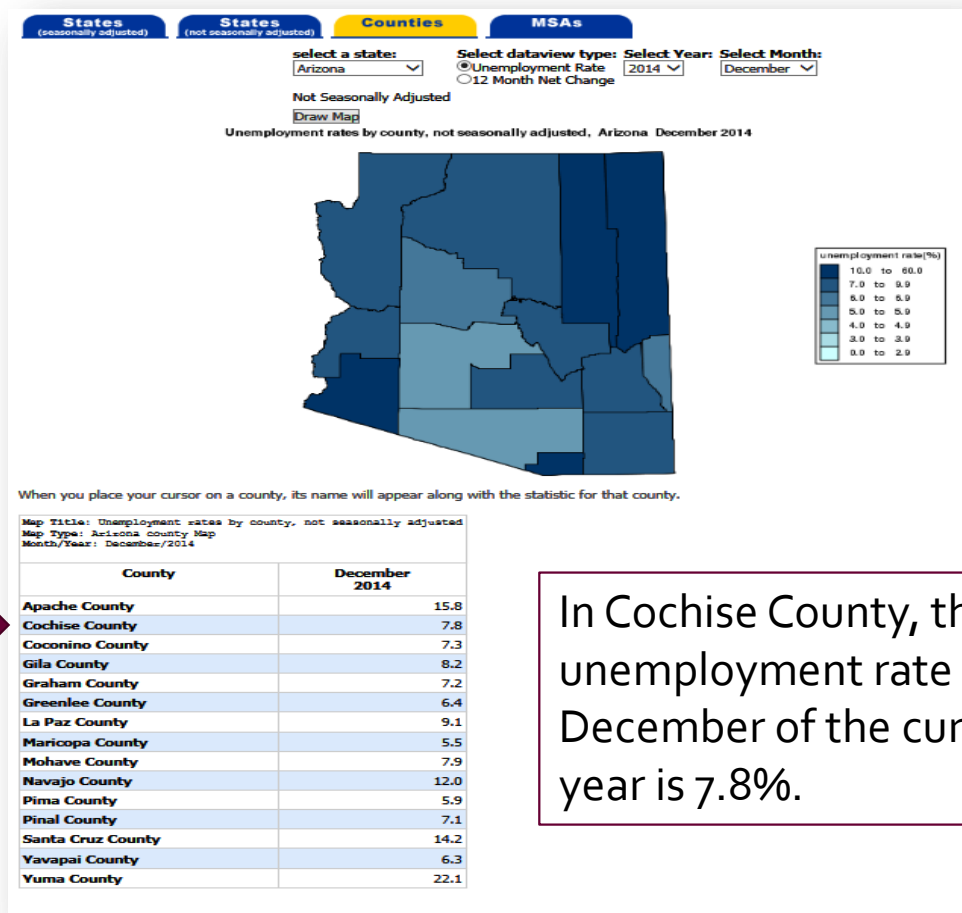 States
(seasonally adjusted)
States
(not seasonally adjusted)
Counties
MSAs
select a state:
Select dataview type:
Select Year:
Select Month:
Arizona
Unemployment Rate
2014
December
12 Month Net Change
Not Seasonally Adjusted
Draw Map
Unemployment rates by county, not seasonally adjusted, Arizona December 2014
unemployment rate(%)
10.0 to 60.0
7.0 to 9.9
6.0 to 6.9
5.0 to 5.9
4.0 to 4.9
3.0 to 3.9
0.0 to 2.9
When you place your cursor on a county, its name will appear along with the statistic for that county.
Map Title: Unemployment rates by county, not seasonally adjusted
Map Type: Arizona county Map
Month/Year: December/2014
County December
2014
Apache County 15.8
Cochise County 7.8
Coconino County 7.3
Gila County 8.2
Graham County 7.2
Greenlee County 6.4
La Paz County 9.1
Maricopa County 5.5
Mohave County 7.9
Navajo County 12.0
Pima County 5.9
Pinal County 7.1
Santa Cruz County 14.2
Yavapai County 6.3
Yuma County 22.1
In Cochise County, th
unemployment rate
December of the cur
year is 7.8%.